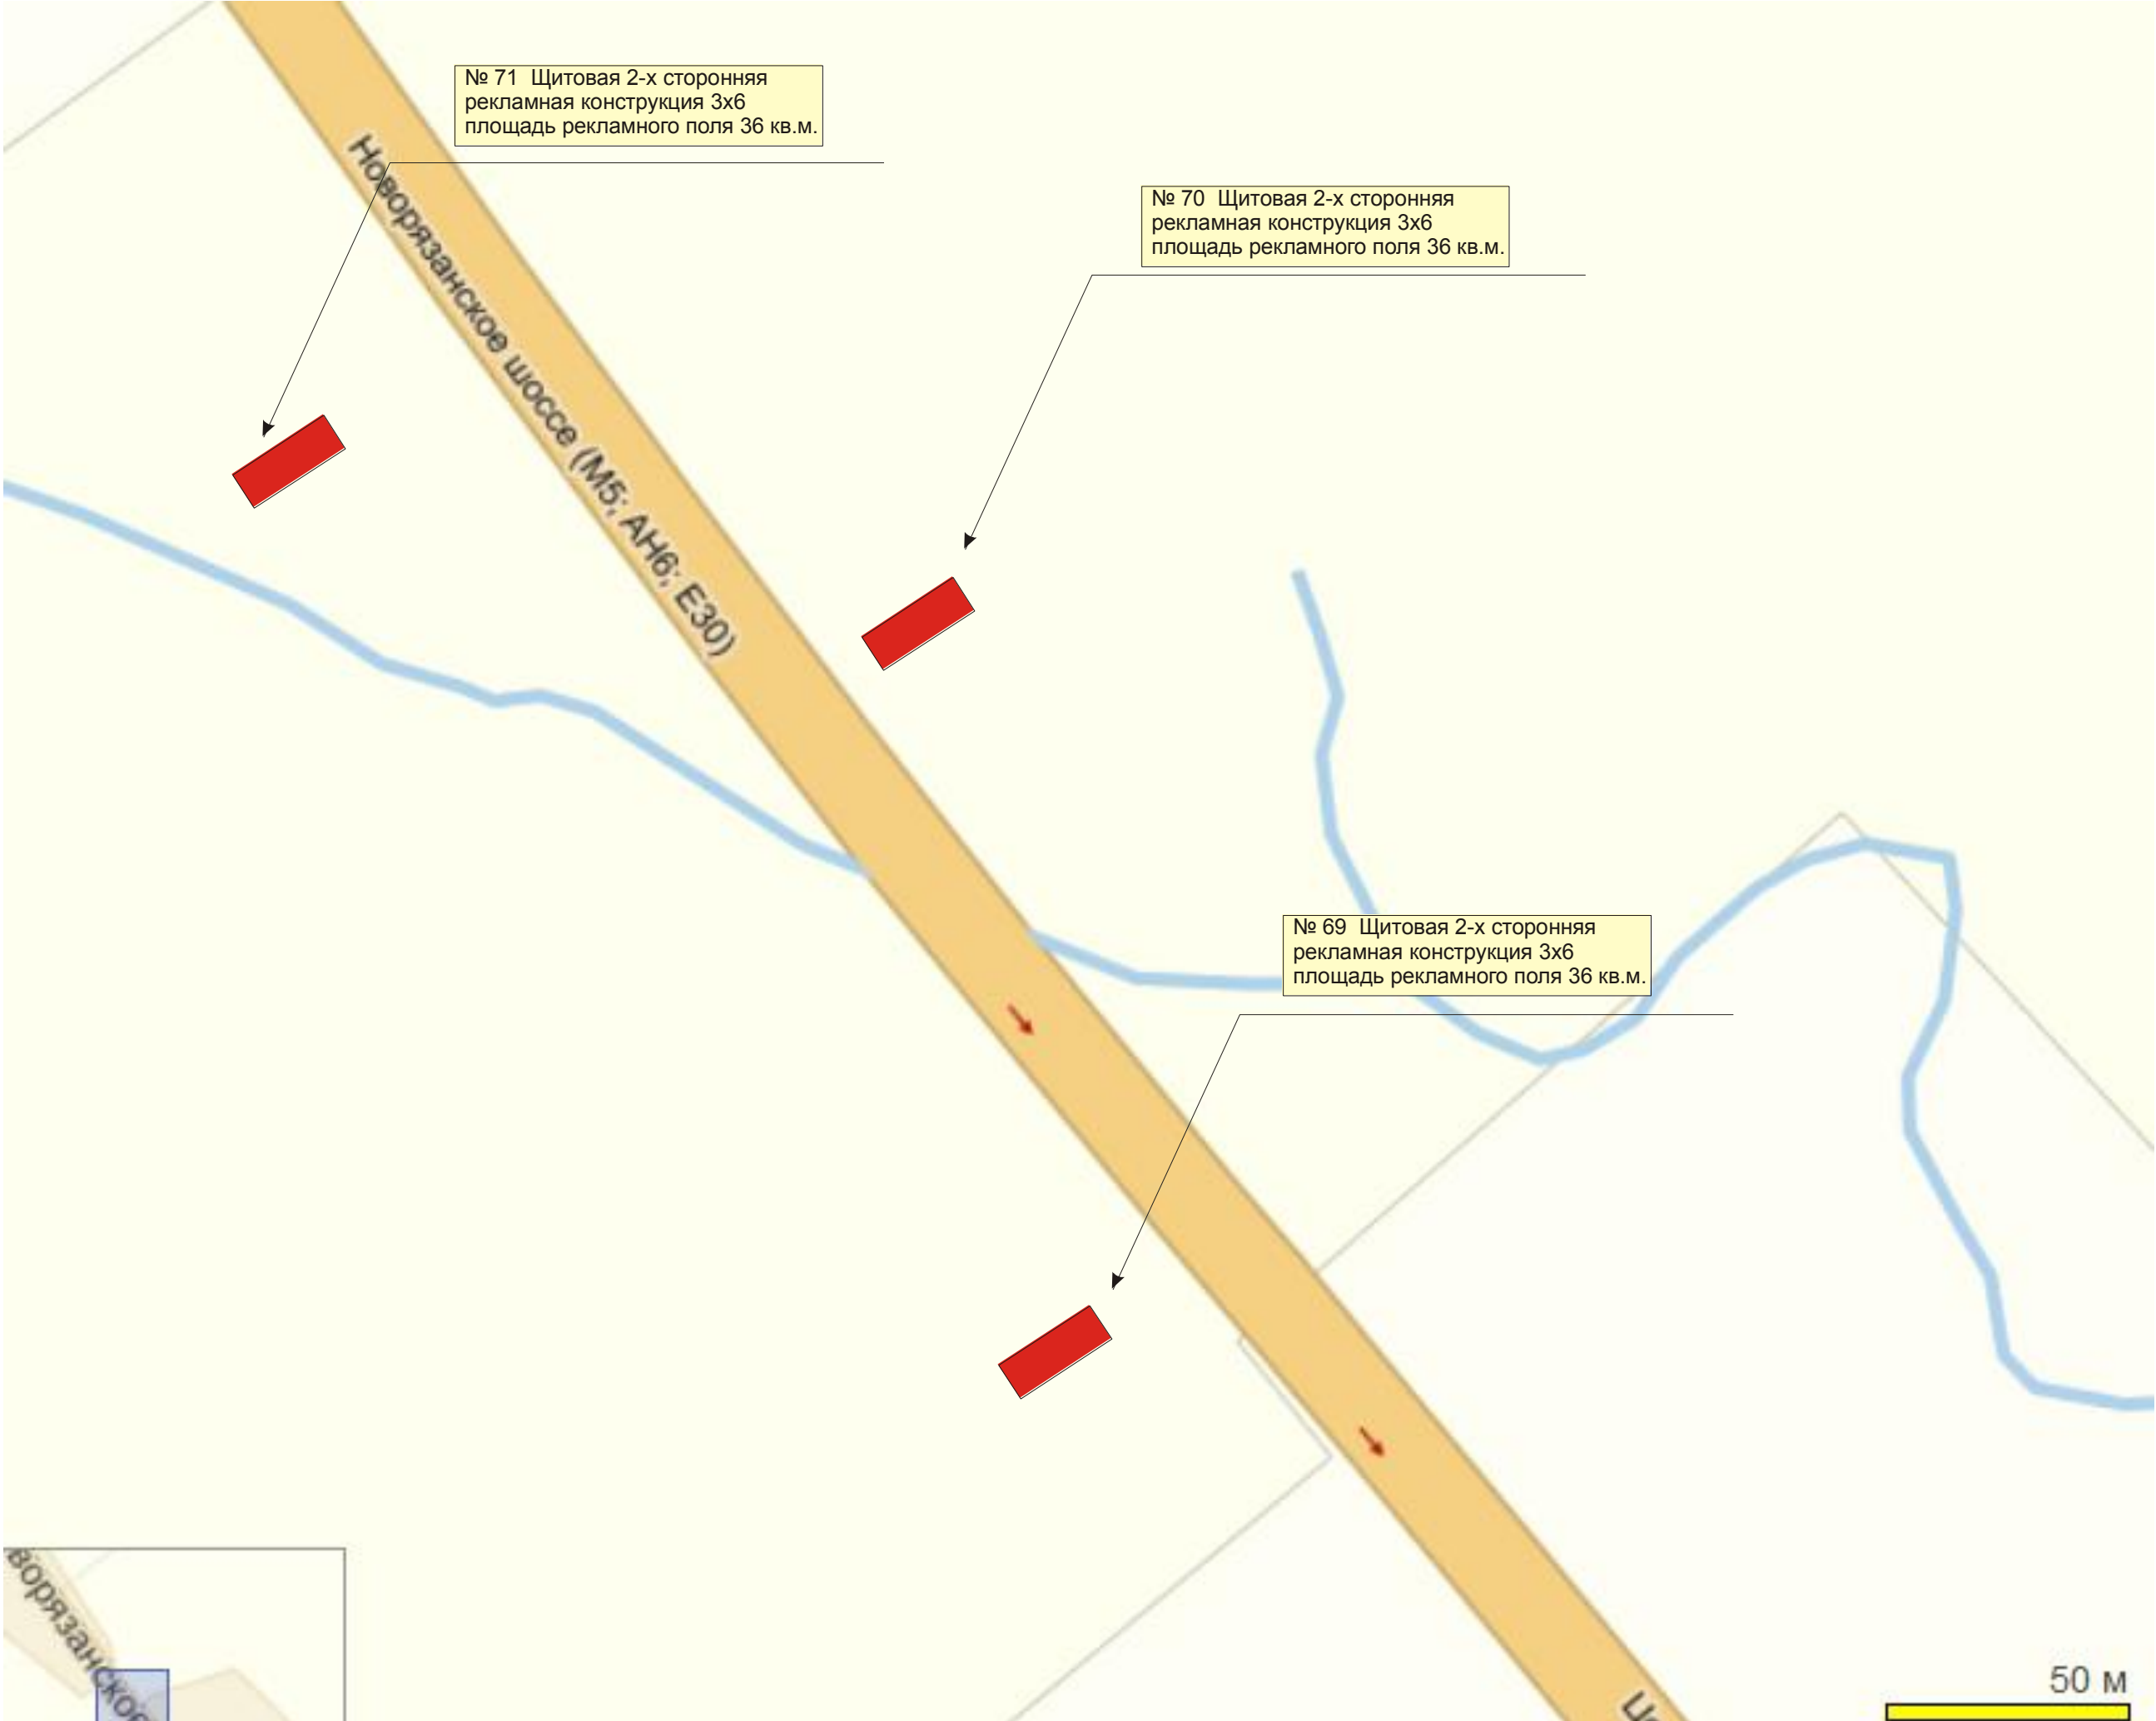 № 71 Щитовая 2-х сторонняя
рекламная конструкция 3х6
площадь рекламного поля 36 кв.м.
№ 70 Щитовая 2-х сторонняя
рекламная конструкция 3х6
площадь рекламного поля 36 кв.м.
Новорязанское шоссе (М5; АН6; Е30)
№ 69 Щитовая 2-х сторонняя
рекламная конструкция 3х6
площадь рекламного поля 36 кв.м.
ворязанское
50 м